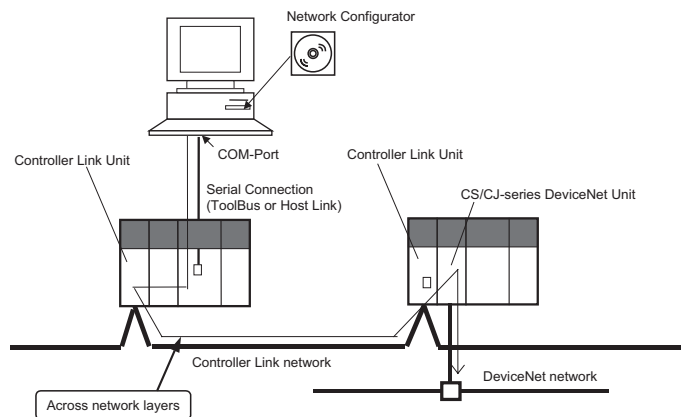 Network Configurator
COM-Port
Controller Link Unit
Controller Link Unit
Serial Connection
(ToolBus or Host Link)
CS/CJ-series DeviceNet Unit
Controller Link network
DeviceNet network
Across network layers